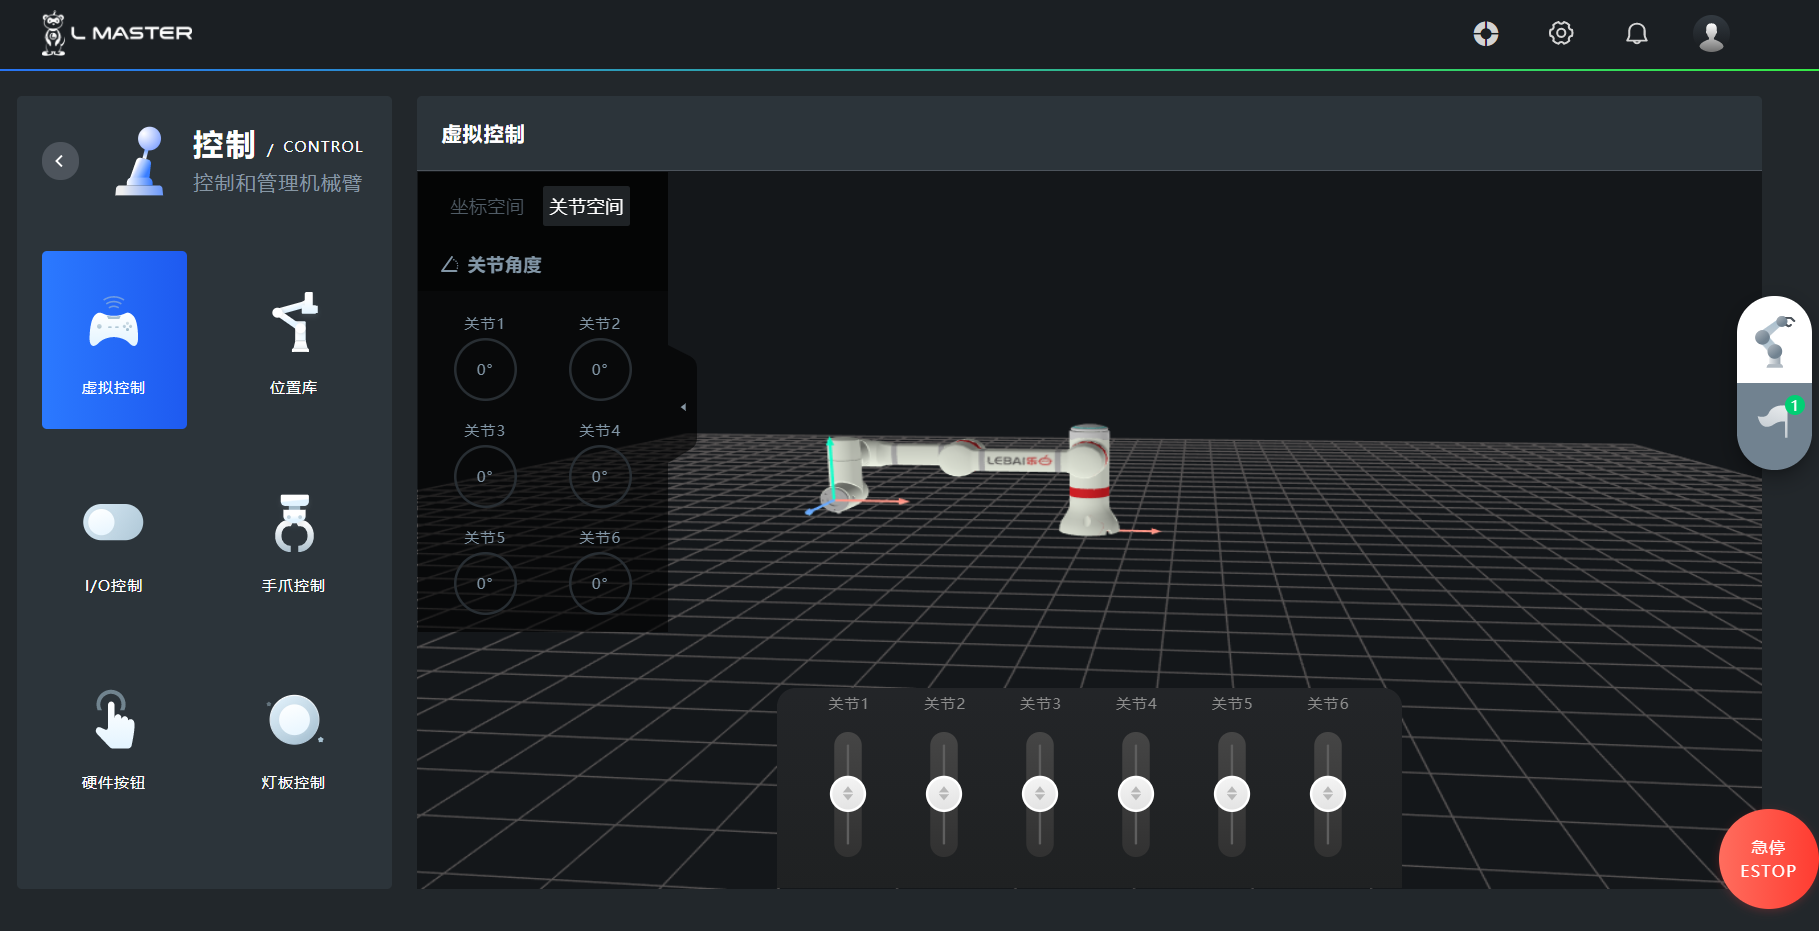 L MASTER
控制 / CONTROL
控制和管理机械臂
虚拟控制
位置库
I/O控制
手爪控制
硬件按钮
灯板控制
虚拟控制
坐标空间 关节空间
关节角度
关节1 关节2
0° 0°
关节3 关节4
0° 0°
关节5 关节6
0° 0°
LEBAI乐白
关节1 关节2 关节3 关节4 关节5 关节6
1
急停
ESTOP